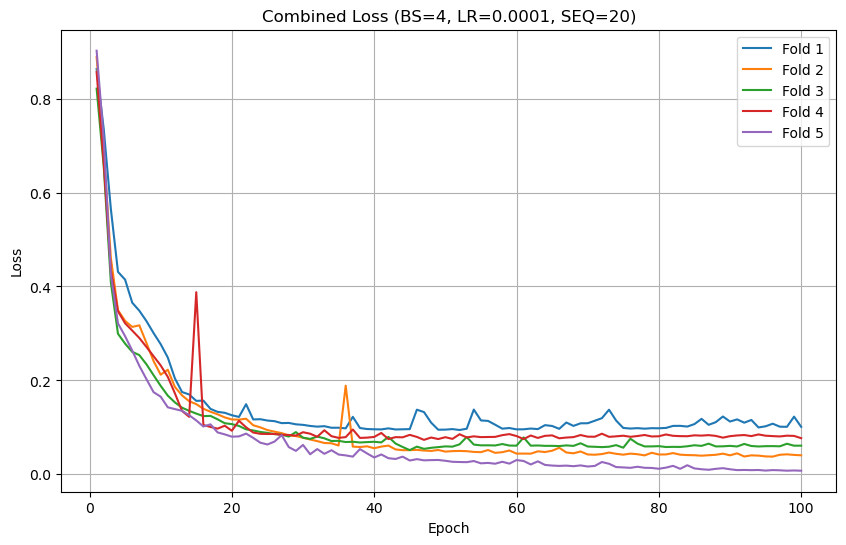 Combined Loss (BS=4, LR=0.0001, SEQ=20)
Fold 1
Fold 2
Fold 3
Fold 4
Fold 5
Loss
0.8
0.6
0.4
0.2
0.0
0 20 40 60 80 100
Epoch